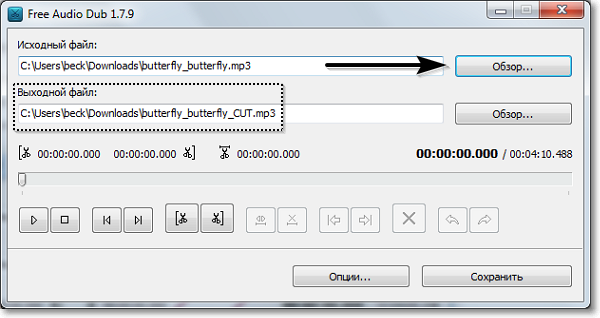 Free Audio Dub 1.7.9
Исходный файл:
C:\Users\beck\Downloads\butterfly_butterfly.mp3
Обзор...
Выходной файл:
C:\Users\beck\Downloads\butterfly_butterfly_CUT.mp3
Обзор...
00:00:00.000 00:00:00.000 00:00:00.000 00:00:00.000 / 00:04:10.488
Опции... Сохранить